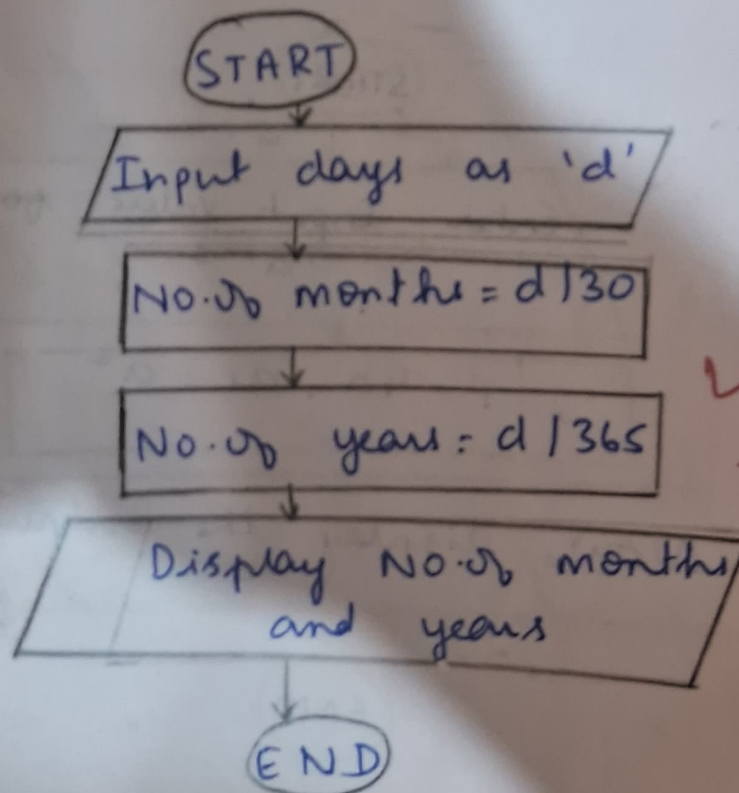 START
Input days as 'd'
No. of months = d/30
No. of years = d/365
Display No. of months
and years
END